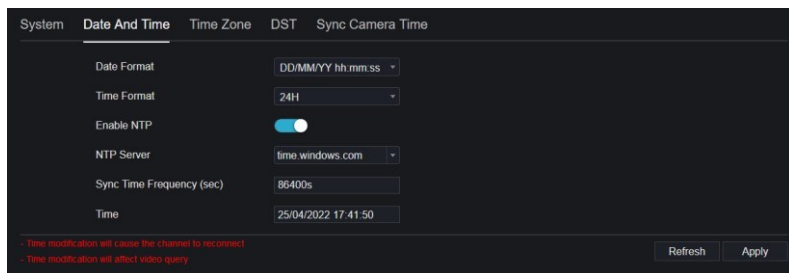 System Date And Time Time Zone DST Sync Camera Time
Date Format DD/MM/YY hh:mm:ss
Time Format 24H
Enable NTP
NTP Server time.windows.com
Sync Time Frequency (sec) 86400s
Time 25/04/2022 17:41:50
- Time modification will cause the channel to reconnect
- Time modification will affect video query
Refresh Apply